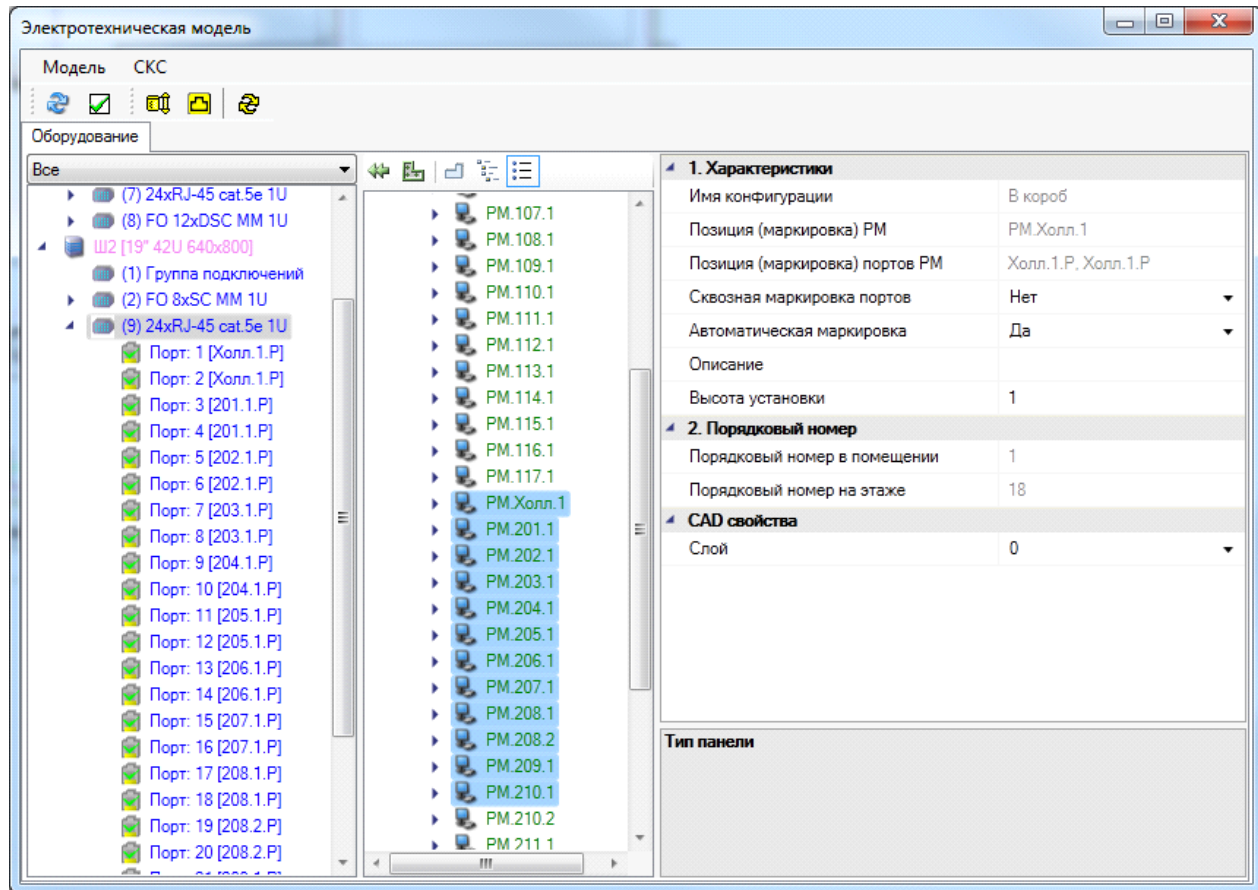 Электротехническая модель
Модель СКС
Оборудование
Все
(7) 24xRJ-45 cat.5e 1U
(8) FO 12xDSC MM 1U
Ш2 [19" 42U 640x800]
(1) Группа подключений
(2) FO 8xSC MM 1U
(9) 24xRJ-45 cat.5e 1U
Порт: 1 [Холл.1.Р]
Порт: 2 [Холл.1.Р]
Порт: 3 [201.1.Р]
Порт: 4 [201.1.Р]
Порт: 5 [202.1.Р]
Порт: 6 [202.1.Р]
Порт: 7 [203.1.Р]
Порт: 8 [203.1.Р]
Порт: 9 [204.1.Р]
Порт: 10 [204.1.Р]
Порт: 11 [205.1.Р]
Порт: 12 [205.1.Р]
Порт: 13 [206.1.Р]
Порт: 14 [206.1.Р]
Порт: 15 [207.1.Р]
Порт: 16 [207.1.Р]
Порт: 17 [208.1.Р]
Порт: 18 [208.1.Р]
Порт: 19 [208.2.Р]
Порт: 20 [208.2.Р]
РМ.107.1
РМ.108.1
РМ.109.1
РМ.110.1
РМ.111.1
РМ.112.1
РМ.113.1
РМ.114.1
РМ.115.1
РМ.116.1
РМ.117.1
РМ.Холл.1
РМ.201.1
РМ.202.1
РМ.203.1
РМ.204.1
РМ.205.1
РМ.206.1
РМ.207.1
РМ.208.1
РМ.208.2
РМ.209.1
РМ.210.1
РМ.210.2
РМ.211.1
1. Характеристики
Имя конфигурации В короб
Позиция (маркировка) РМ РМ.Холл.1
Позиция (маркировка) портов РМ Холл.1.Р, Холл.1.Р
Сквозная маркировка портов Нет
Автоматическая маркировка Да
Описание
Высота установки 1
2. Порядковый номер
Порядковый номер в помещении 1
Порядковый номер на этаже 18
CAD свойства
Слой 0
Тип панели